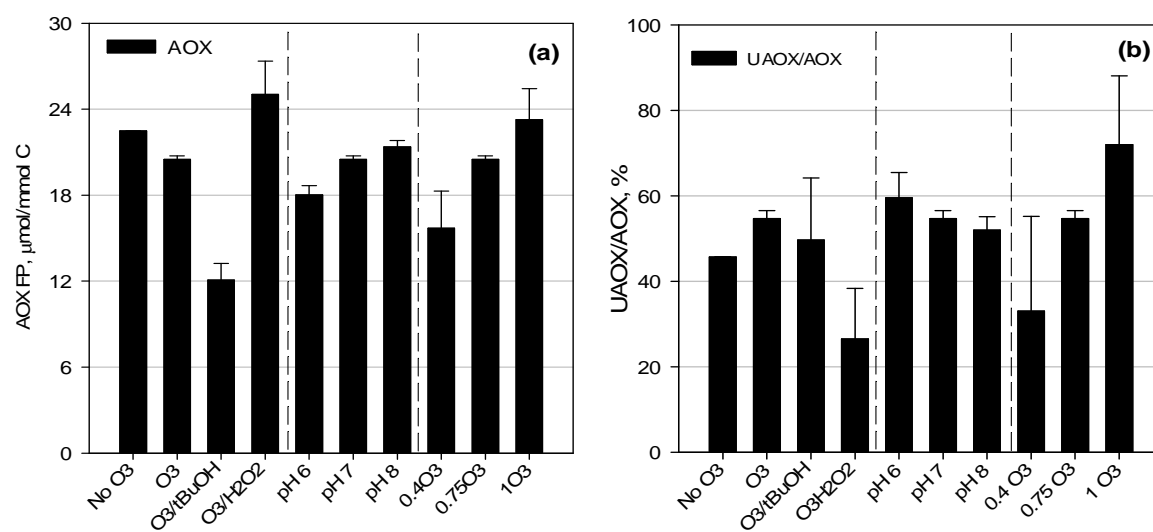 AOX
(a)
AOX FP, μmol/mmol C
30
24
18
12
6
0
No O3
O3
O3/tBuOH
O3/H2O2
pH 6
pH 7
pH 8
0.4O3
0.75O3
1O3
UAOX/AOX
(b)
UAOX/AOX, %
100
80
60
40
20
0
No O3
O3
O3/tBuOH
O3H2O2
pH 6
pH 7
pH 8
0.4 O3
0.75 O3
1 O3